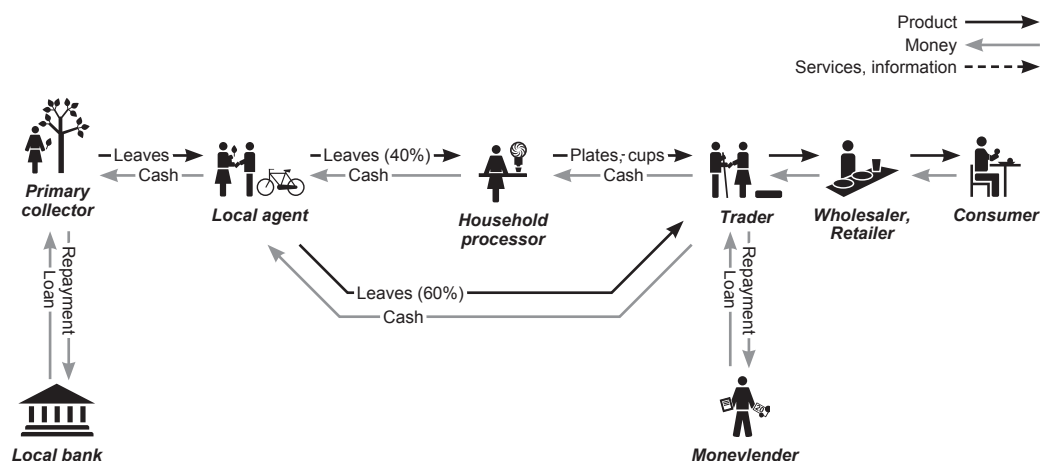 Product
Money
Services, information
Leaves
Cash
Leaves (40%)
Cash
Plates, cups
Cash
Primary
collector
Local agent
Household
processor
Trader
Wholesaler,
Retailer
Consumer
Repayment
Loan
Leaves (60%)
Cash
Repayment
Loan
Local bank
Moneylender